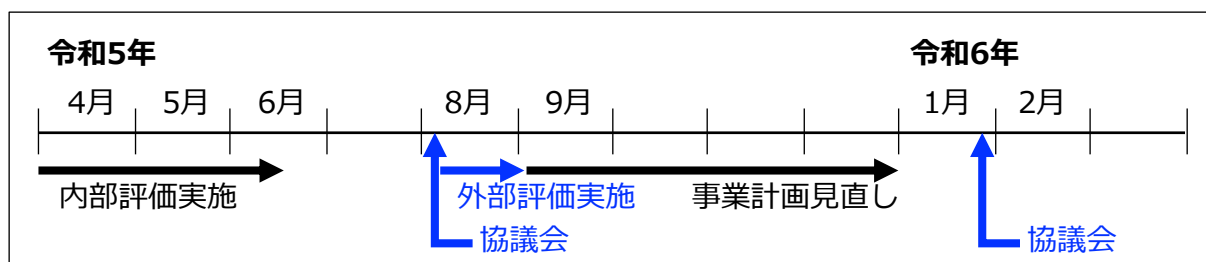 令和5年 令和6年
4月 5月 6月 8月 9月 1月 2月
内部評価実施 外部評価実施 事業計画見直し
協議会 協議会